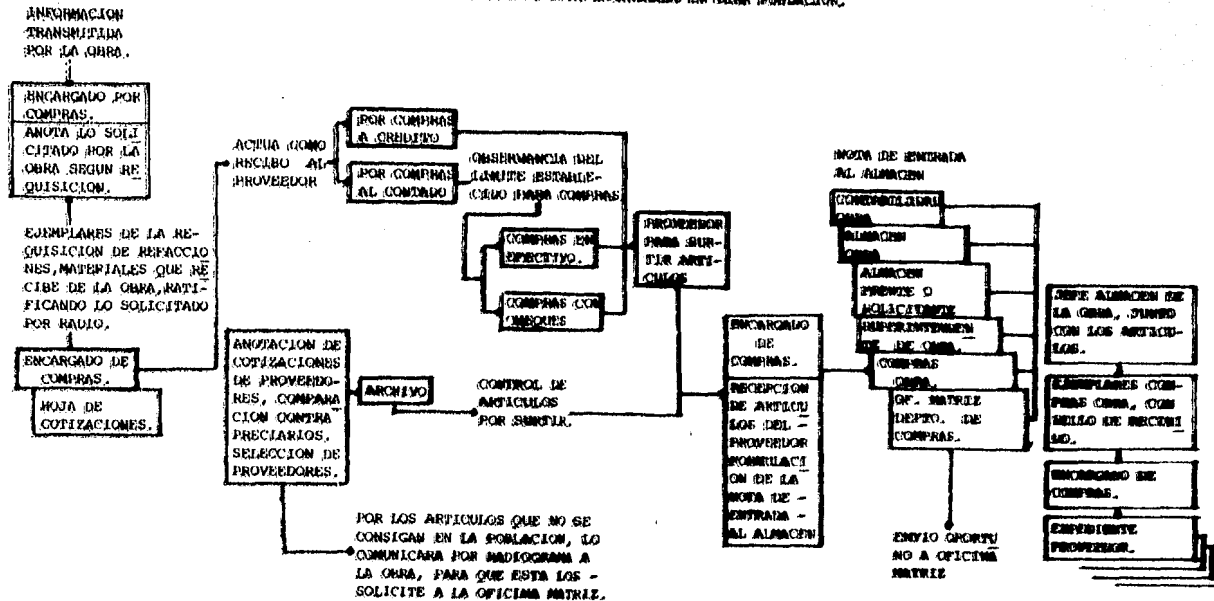 INFORMACION
TRANSMITIDA
POR LA OBRA.
ENCARGADO POR
COMPRAS.
ANOTA LO SOLI
CITADO POR LA
OBRA SEGUN RE
QUISICION.
EJEMPLARES DE LA RE-
QUISICION DE REFACCIO
NES,MATERIALES QUE RE
CIBE DE LA OBRA,RATI-
FICANDO LO SOLICITADO
POR RADIO.
ENCARGADO DE
COMPRAS.
HOJA DE
COTIZACIONES.
ACTUA COMO
RECIBO AL
PROVEEDOR
POR COMPRAS
A CREDITO
POR COMPRAS
AL CONTADO
OBSERVANCIA DEL
LIMITE ESTABLE-
CIDO PARA COMPRAS
COMPRAS EN
EFECTIVO.
COMPRAS CON
CHEQUES
PROVEEDOR
PARA SUR-
TIR ARTI-
CULOS
ANOTACION DE
COTIZACIONES
DE PROVEEDO-
RES, COMPARA
CION CONTRA
PRECIARIOS.
SELECCION DE
PROVEEDORES.
ARCHIVO
CONTROL DE
ARTICULOS
POR SURTIR.
POR LOS ARTICULOS QUE NO SE
CONSIGAN EN LA POBLACION, LO
COMUNICARA POR RADIOGRAMA A
LA OBRA, PARA QUE ESTA LOS -
SOLICITE A LA OFICINA MATRIZ.
ENCARGADO
DE
COMPRAS.
RECEPCION
DE ARTICU
LOS DEL -
PROVEEDOR
FORMULACI
ON DE LA
NOTA DE -
ENTRADA -
AL ALMACEN
NOTA DE ENTRADA
AL ALMACEN
OBRA
ALMACEN
OBRA
ALMACEN
FRENTE O
SOLICITANTE
SUPERINTENDEN
TE DE OBRA.
COMPRAS
OBRA.
OF. MATRIZ
DEPTO. DE
COMPRAS.
ENVIO OPORTU
NO A OFICINA
MATRIZ
JEFE ALMACEN DE
LA OBRA, JUNTO
CON LOS ARTICU-
LOS.
EJEMPLARES COM-
PRAS OBRA, CON
SELLO DE RECIBI
DO.
ENCARGADO DE
COMPRAS.
EXPEDIENTE
PROVEEDOR.